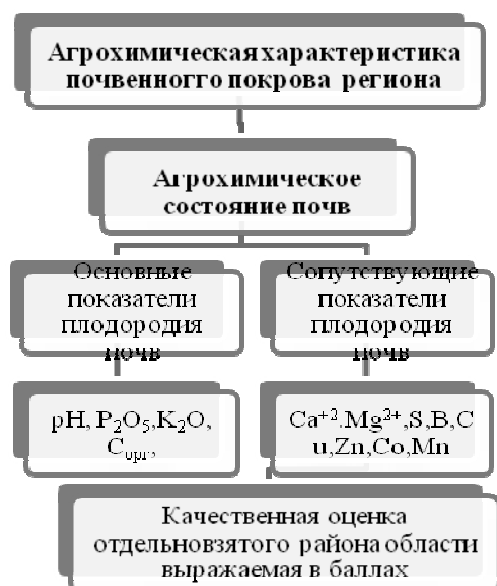 Агрохимическая характеристика
почвенного покрова региона
Агрохимическое
состояние почв
Основные
показатели
плодородия
почв
Сопутствующие
показатели
плодородия
почв
pH, P₂O₅,K₂O,
Cорг,
Ca⁺².Mg²⁺,S,B,C
u,Zn,Co,Mn
Качественная оценка
отдельновзятого района области
выражаемая в баллах